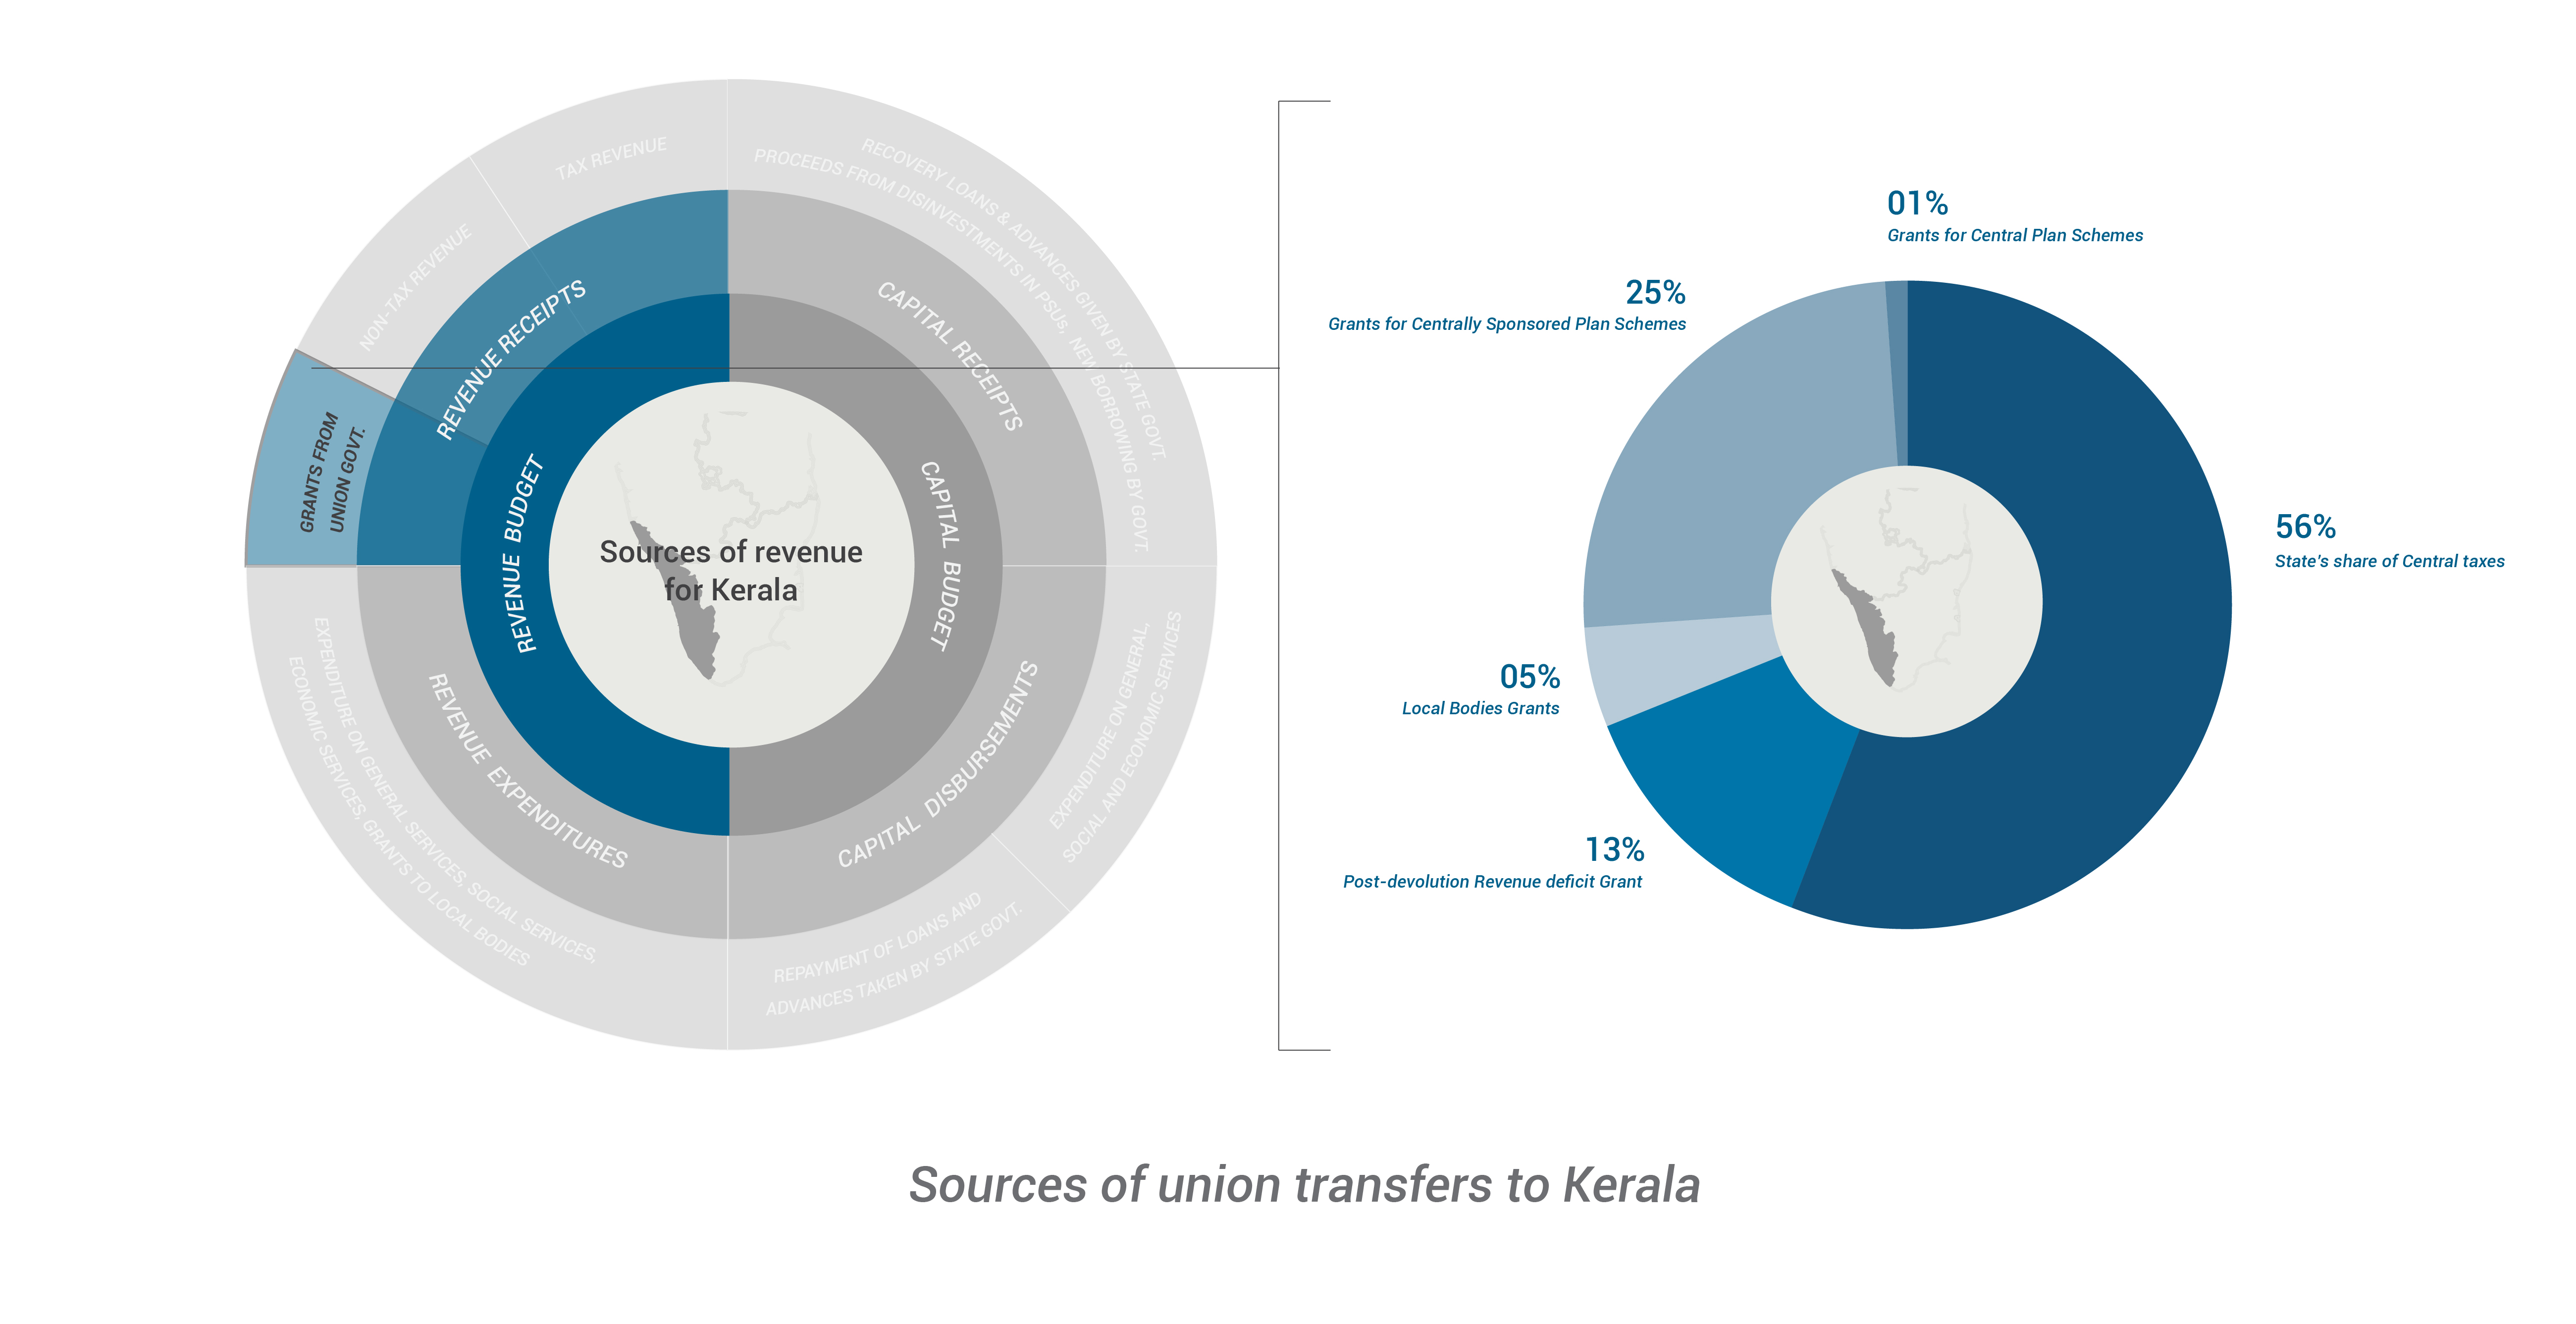 TAX REVENUE
NON-TAX REVENUE
GRANTS FROM
UNION GOVT.
REVENUE RECEIPTS
REVENUE BUDGET
RECOVERY LOANS & ADVANCES GIVEN BY STATE GOVT.
PROCEEDS FROM DISINVESTMENTS IN PSUS, NEW BORROWING BY GOVT.
CAPITAL RECEIPTS
CAPITAL BUDGET
Sources of revenue
for Kerala
EXPENDITURE ON GENERAL SERVICES, SOCIAL SERVICES,
ECONOMIC SERVICES, GRANTS TO LOCAL BODIES
REVENUE EXPENDITURES
CAPITAL DISBURSEMENTS
EXPENDITURE ON GENERAL,
SOCIAL AND ECONOMIC SERVICES
REPAYMENT OF LOANS AND
ADVANCES TAKEN BY STATE GOVT.
01%
Grants for Central Plan Schemes
25%
Grants for Centrally Sponsored Plan Schemes
56%
State's share of Central taxes
05%
Local Bodies Grants
13%
Post-devolution Revenue deficit Grant
Sources of union transfers to Kerala